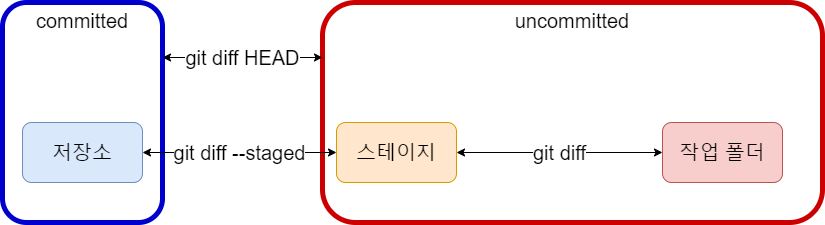 committed
uncommitted
git diff HEAD
저장소
git diff --staged
스테이지
git diff
작업 폴더